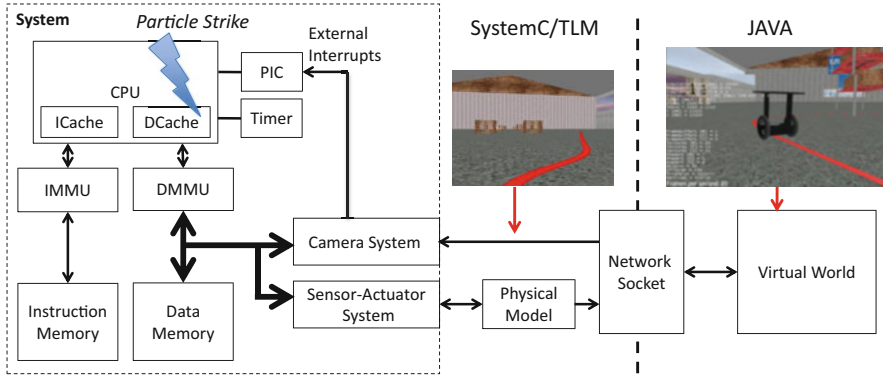 System
Particle Strike
External
Interrupts
SystemC/TLM
JAVA
CPU
PIC
ICache
DCache
Timer
IMMU
DMMU
Camera System
Network
Socket
Virtual World
Instruction
Memory
Data
Memory
Sensor-Actuator
System
Physical
Model